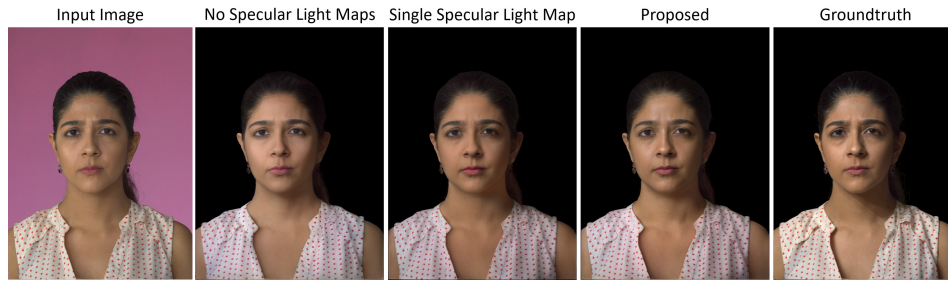 Input Image
No Specular Light Maps
Single Specular Light Map
Proposed
Groundtruth